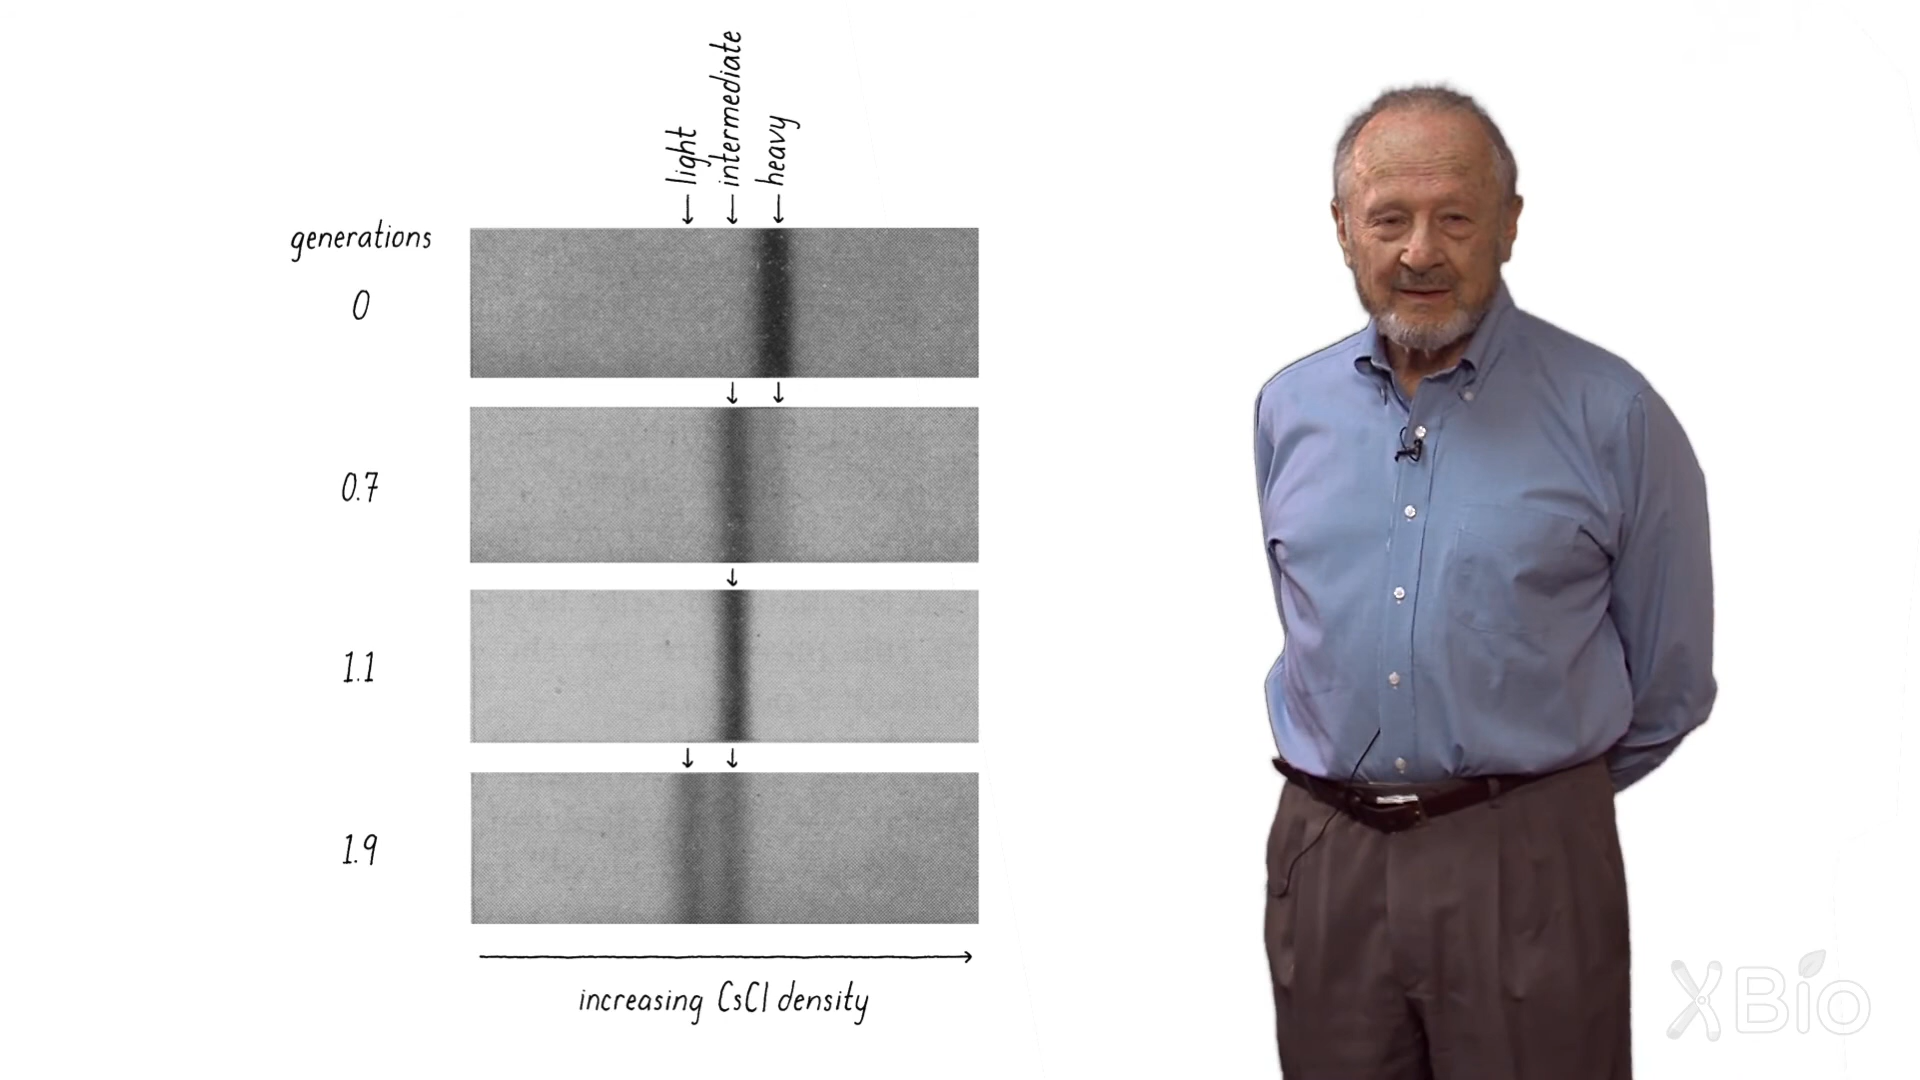 light
intermediate
heavy
generations
0
0.7
1.1
1.9
increasing CsCl density
XBio